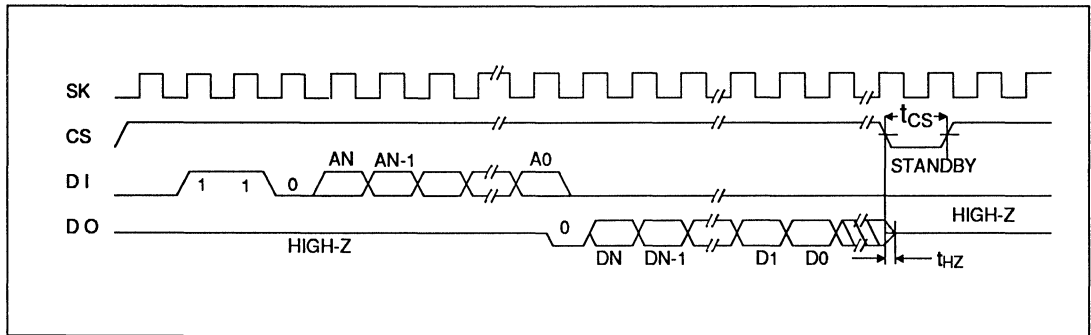 SK
CS
tCS
STANDBY
DI
1 1 0 AN AN-1 A0
DO
HIGH-Z
0
DN DN-1 D1 D0
HIGH-Z
tHZ